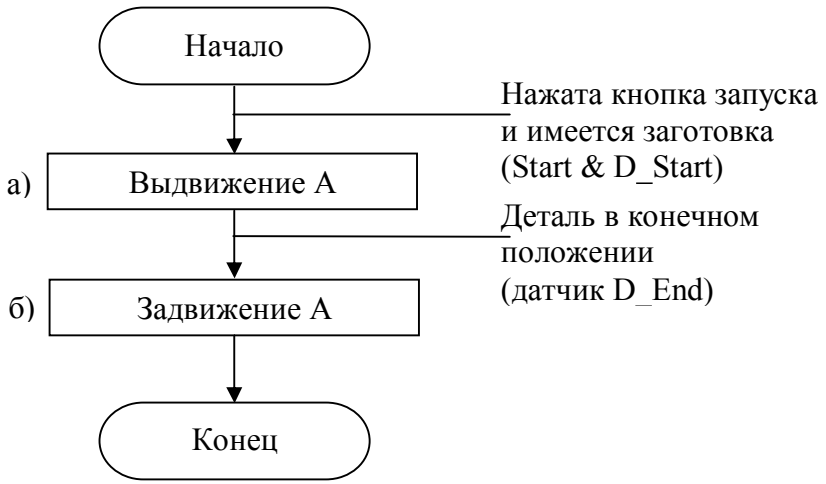 Начало
Нажата кнопка запуска
и имеется заготовка
(Start & D_Start)
а)
Выдвижение А
Деталь в конечном
положении
(датчик D_End)
б)
Задвижение А
Конец